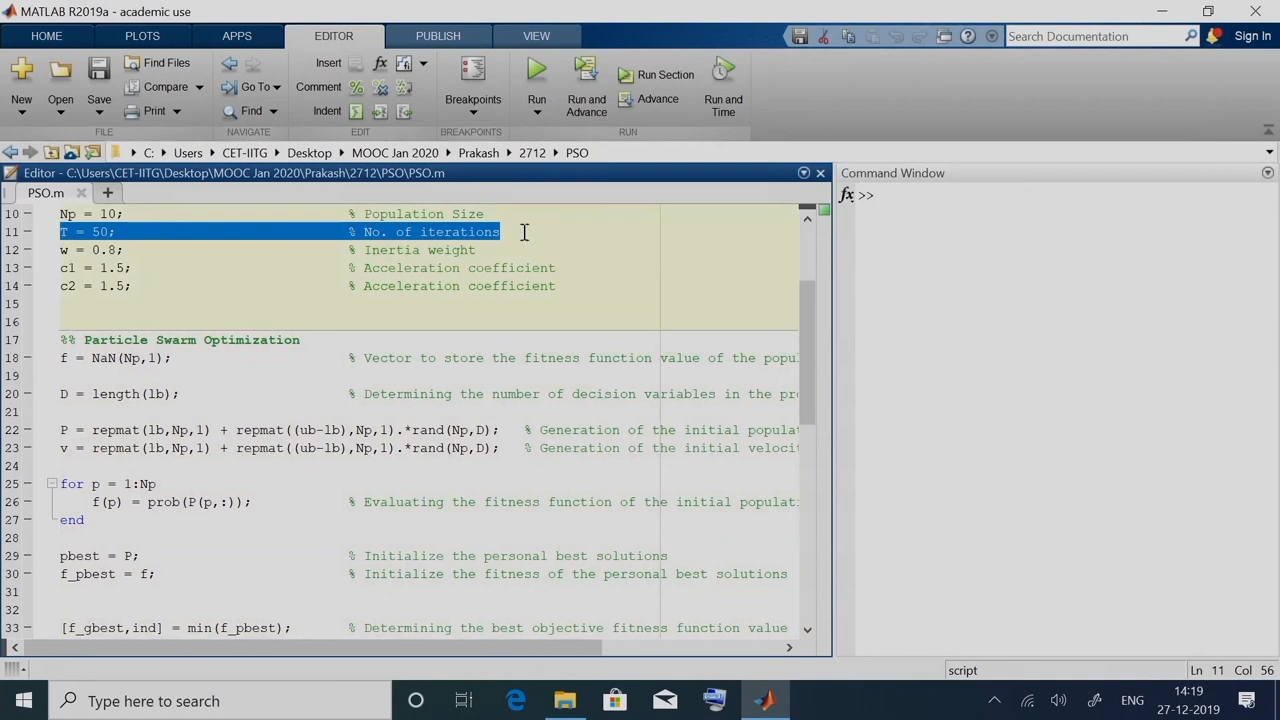 MATLAB R2019a - academic use
HOME PLOTS APPS EDITOR PUBLISH VIEW Search Documentation Sign In
New Open Save Find Files Compare Print
Go To Find
Insert fx
Comment
Indent
Breakpoints
Run Run and Advance Run Section Advance Run and Time
FILE NAVIGATE EDIT BREAKPOINTS RUN
C: Users CET-IITG Desktop MOOC Jan 2020 Prakash 2712 PSO
Editor - C:\Users\CET-IITG\Desktop\MOOC Jan 2020\Prakash\2712\PSO\PSO.m
Command Window
PSO.m +
fx >>
10 Np = 10; % Population Size
11 T = 50; % No. of iterations
12 w = 0.8; % Inertia weight
13 c1 = 1.5; % Acceleration coefficient
14 c2 = 1.5; % Acceleration coefficient
15
16
17 %% Particle Swarm Optimization
18 f = NaN(Np,1); % Vector to store the fitness function value of the popu
19
20 D = length(lb); % Determining the number of decision variables in the pro
21
22 P = repmat(lb,Np,1) + repmat((ub-lb),Np,1).*rand(Np,D); % Generation of the initial populat
23 v = repmat(lb,Np,1) + repmat((ub-lb),Np,1).*rand(Np,D); % Generation of the initial velocit
24
25 for p = 1:Np
26 f(p) = prob(P(p,:)); % Evaluating the fitness function of the initial populati
27 end
28
29 pbest = P; % Initialize the personal best solutions
30 f_pbest = f; % Initialize the fitness of the personal best solutions
31
32
33 [f_gbest,ind] = min(f_pbest); % Determining the best objective fitness function value
script Ln 11 Col 56
Type here to search
ENG
14:19
27-12-2019